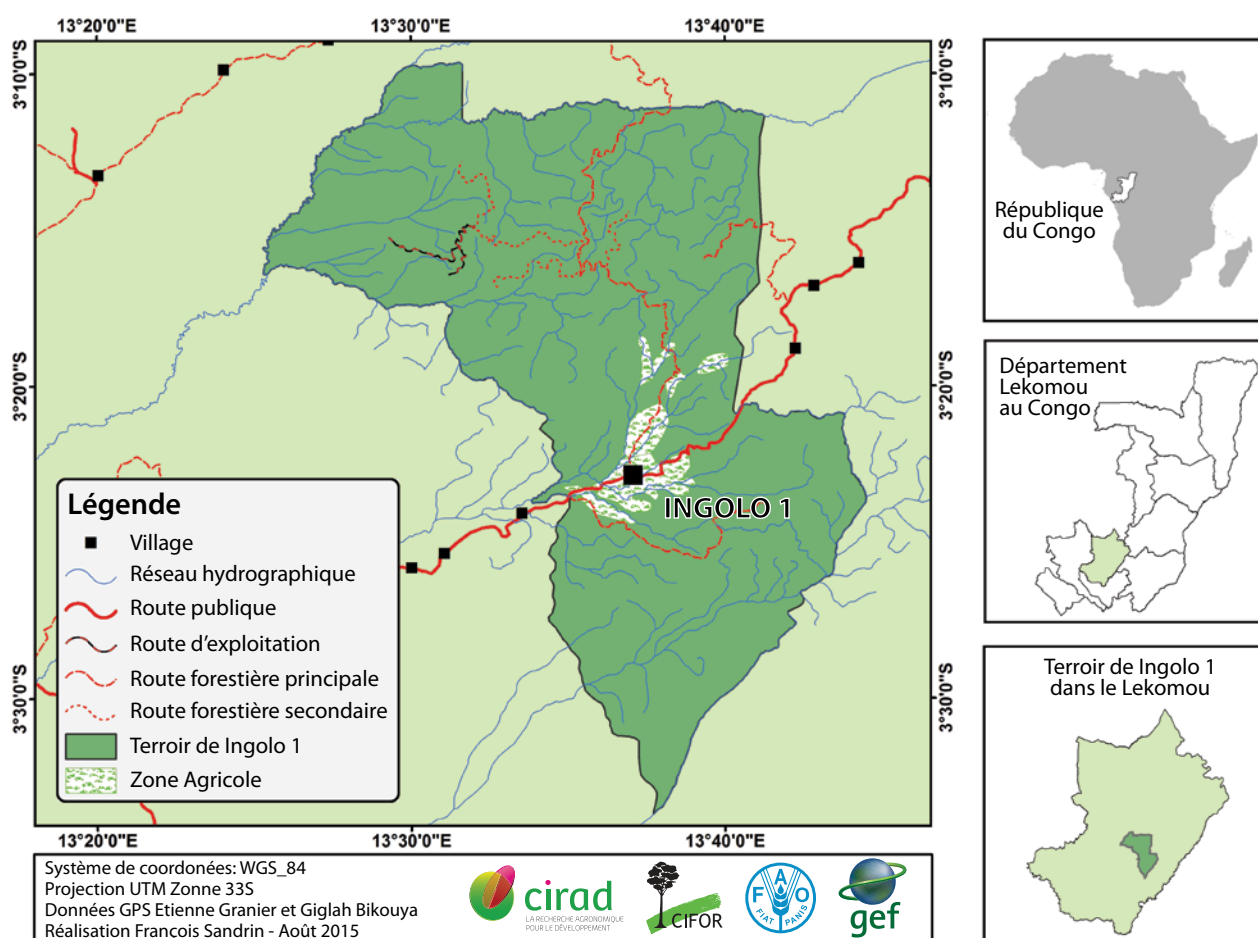 13°20'0"E
13°30'0"E
13°40'0"E
3°10'0"S
3°10'0"S
3°20'0"S
3°20'0"S
3°30'0"S
3°30'0"S
INGOLO 1
Légende
Village
Réseau hydrographique
Route publique
Route d'exploitation
Route forestière principale
Route forestière secondaire
Terroir de Ingolo 1
Zone Agricole
13°20'0"E
13°30'0"E
13°40'0"E
République
du Congo
Département
Lekomou
au Congo
Terroir de Ingolo 1
dans le Lekomou
Système de coordonées: WGS_84
Projection UTM Zonne 33S
Données GPS Etienne Granier et Giglah Bikouya
Réalisation François Sandrin - Août 2015
cirad
LA RECHERCHE AGRONOMIQUE
POUR LE DÉVELOPPEMENT
CIFOR
F A O
FIAT PANIS
gef